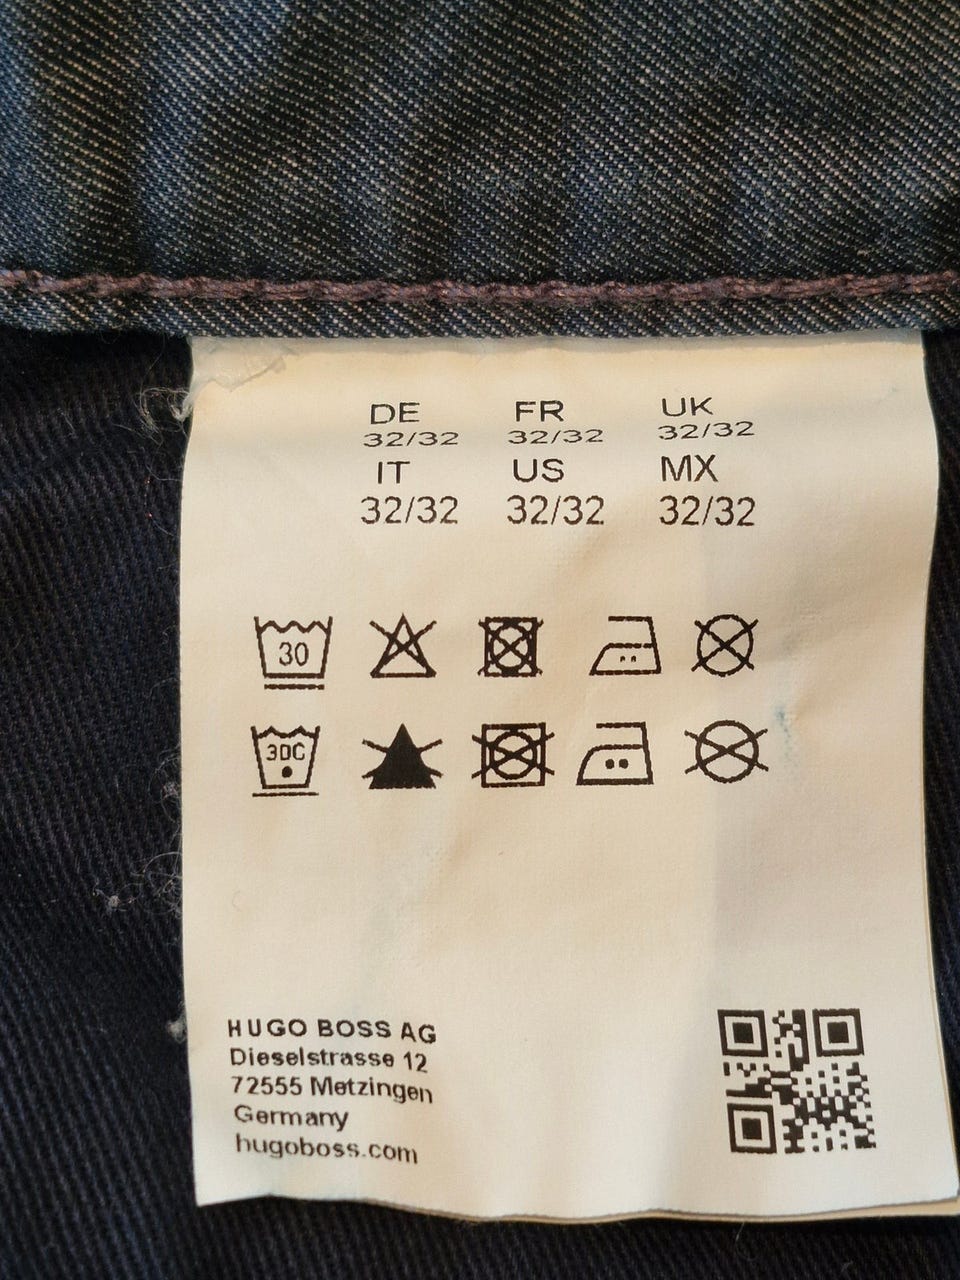 DE FR UK
32/32 32/32 32/32
IT US MX
32/32 32/32 32/32
30
30C
HUGO BOSS AG
Dieselstrasse 12
72555 Metzingen
Germany
hugoboss.com